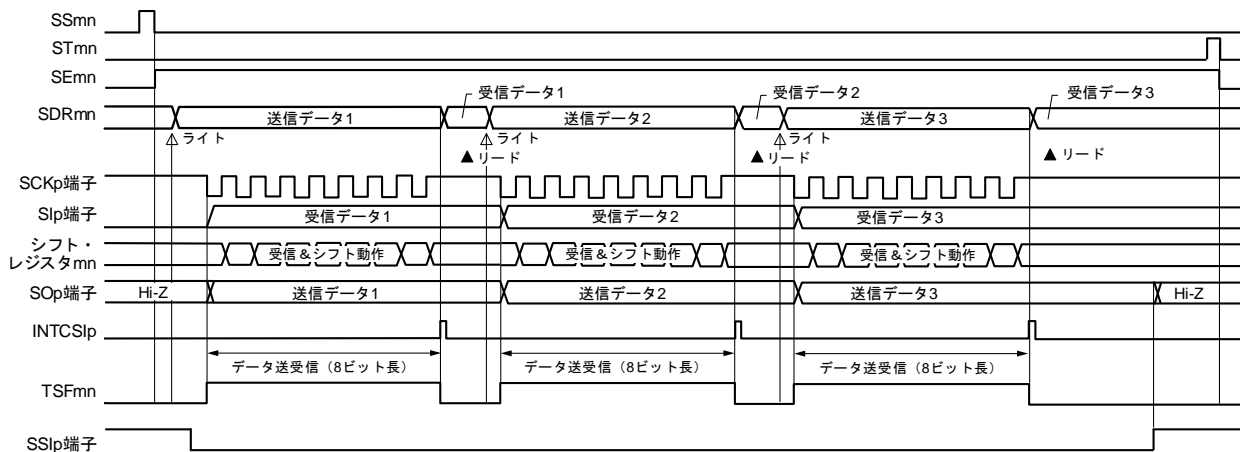 SSmn
STmn
SEmn
受信データ1 受信データ2 受信データ3
SDRmn 送信データ1 送信データ2 送信データ3
ライト ライト ライト
▲リード ▲リード ▲リード
SCKp端子
SIp端子 受信データ1 受信データ2 受信データ3
シフト・
レジスタmn 受信&シフト動作 受信&シフト動作 受信&シフト動作
SOp端子 Hi-Z 送信データ1 送信データ2 送信データ3 Hi-Z
INTCSIp
データ送受信(8ビット長) データ送受信(8ビット長) データ送受信(8ビット長)
TSFmn
SSIp端子